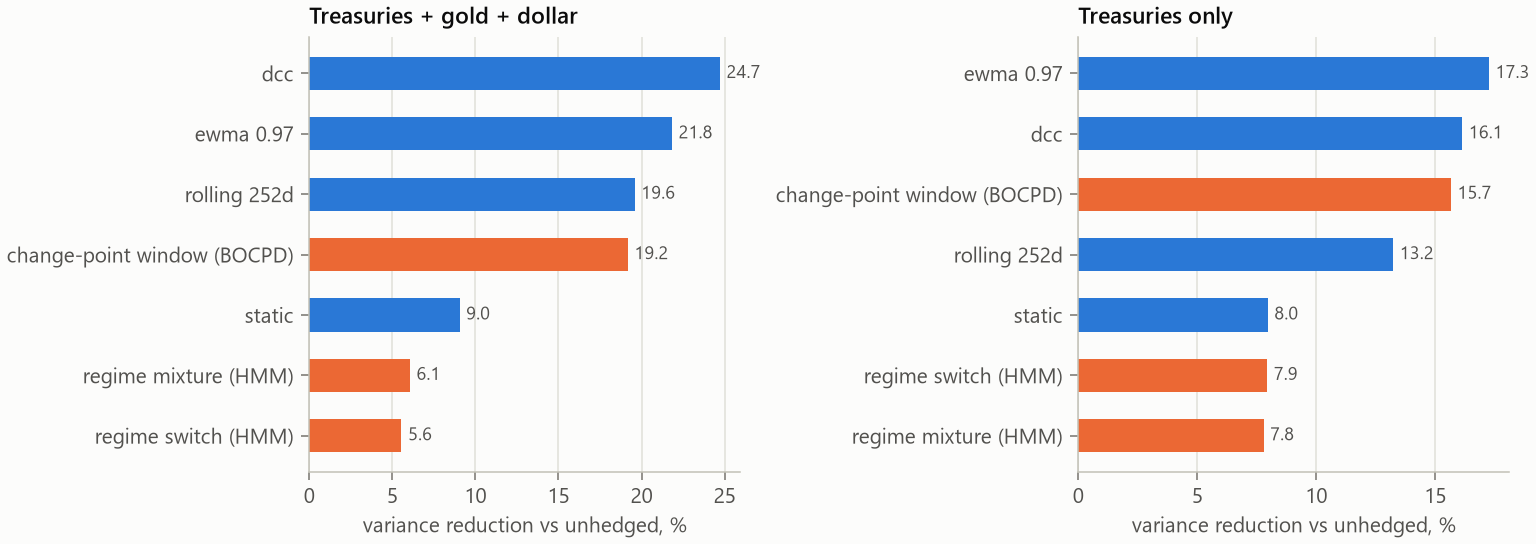 Treasuries + gold + dollar
dcc 24.7
ewma 0.97 21.8
rolling 252d 19.6
change-point window (BOCPD) 19.2
static 9.0
regime mixture (HMM) 6.1
regime switch (HMM) 5.6
0 5 10 15 20 25
variance reduction vs unhedged, %
Treasuries only
ewma 0.97 17.3
dcc 16.1
change-point window (BOCPD) 15.7
rolling 252d 13.2
static 8.0
regime switch (HMM) 7.9
regime mixture (HMM) 7.8
0 5 10 15
variance reduction vs unhedged, %